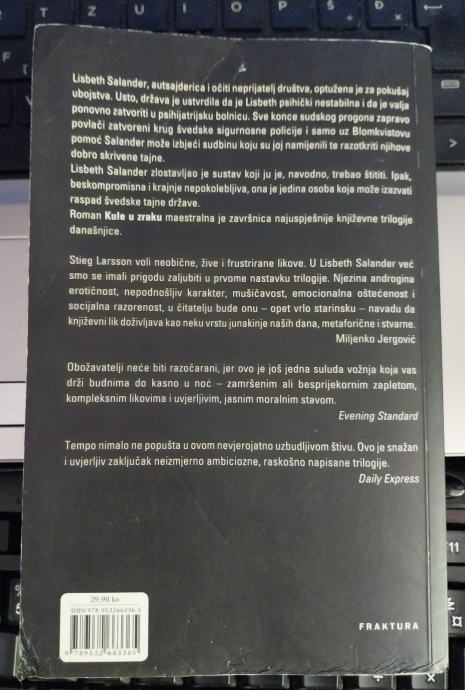 T Z U I O P Š Đ
Lisbeth Salander, autsajderica i očiti neprijatelj društva, optužena je za pokušaj
ubojstva. Usto, država je ustvrdila da je Lisbeth psihički nestabilna i da je valja
ponovno zatvoriti u psihijatrijsku bolnicu. Sve konce sudskog progona zapravo
povlači zatvoreni krug švedske sigurnosne policije i samo uz Blomkvistovu
pomoć Salander može izbjeći sudbinu koju su joj namijenili te razotkriti njihove
dobro skrivene tajne.
Lisbeth Salander zlostavljao je sustav koji ju je, navodno, trebao štititi. Ipak,
beskompromisna i krajnje nepokolebljiva, ona je jedina osoba koja može izazvati
raspad švedske tajne države.
Roman Kule u zraku maestralna je završnica najuspješnije književne trilogije
današnjice.
Stieg Larsson voli neobične, žive i frustrirane likove. U Lisbeth Salander već
smo se imali prigodu zaljubiti u prvome nastavku trilogije. Njezina androgina
erotičnost, nepodnošljiv karakter, mušičavost, emocionalna oštećenost i
socijalna razorenost, u čitatelju bude onu – opet vrlo starinsku – navadu da
književni lik doživljava kao neku vrstu junakinje naših dana, metaforične i stvarne.
Miljenko Jergović
Obožavatelji neće biti razočarani, jer ovo je još jedna suluda vožnja koja vas
drži budnima do kasno u noć – zamršenim ali besprijekornim zapletom,
kompleksnim likovima i uvjerljivim, jasnim moralnim stavom.
Evening Standard
Tempo nimalo ne popušta u ovom nevjerojatno uzbudljivom štivu. Ovo je snažan
i uvjerljiv zaključak neizmjerno ambiciozne, raskošno napisane trilogije.
Daily Express
29,90 kn
ISBN 978-953266336-5
9 789532 663365
FRAKTURA